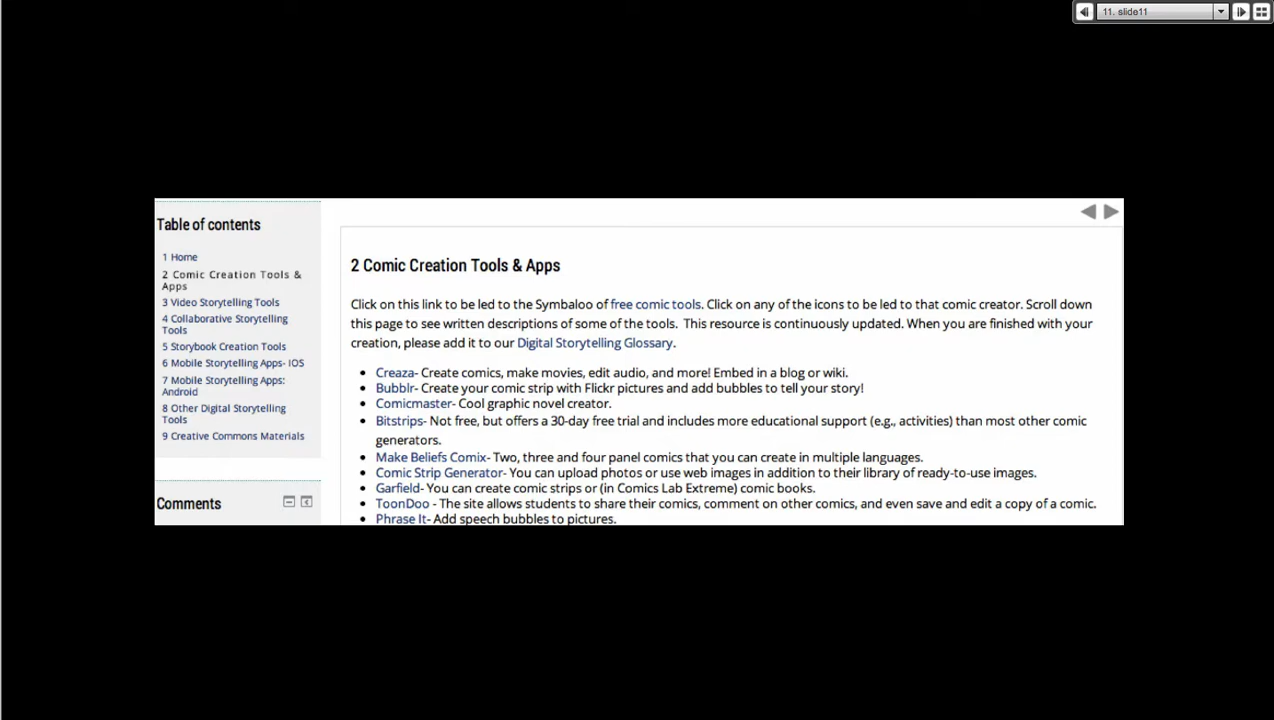 11. slide11
Table of contents
1 Home
2 Comic Creation Tools &
Apps
3 Video Storytelling Tools
4 Collaborative Storytelling
Tools
5 Storybook Creation Tools
6 Mobile Storytelling Apps- IOS
7 Mobile Storytelling Apps:
Android
8 Other Digital Storytelling
Tools
9 Creative Commons Materials
Comments
2 Comic Creation Tools & Apps
Click on this link to be led to the Symbaloo of free comic tools. Click on any of the icons to be led to that comic creator. Scroll down
this page to see written descriptions of some of the tools.  This resource is continuously updated. When you are finished with your
creation, please add it to our Digital Storytelling Glossary.
• Creaza- Create comics, make movies, edit audio, and more! Embed in a blog or wiki.
• Bubblr- Create your comic strip with Flickr pictures and add bubbles to tell your story!
• Comicmaster- Cool graphic novel creator.
• Bitstrips- Not free, but offers a 30-day free trial and includes more educational support (e.g., activities) than most other comic
generators.
• Make Beliefs Comix- Two, three and four panel comics that you can create in multiple languages.
• Comic Strip Generator- You can upload photos or use web images in addition to their library of ready-to-use images.
• Garfield- You can create comic strips or (in Comics Lab Extreme) comic books.
• ToonDoo - The site allows students to share their comics, comment on other comics, and even save and edit a copy of a comic.
• Phrase It- Add speech bubbles to pictures.